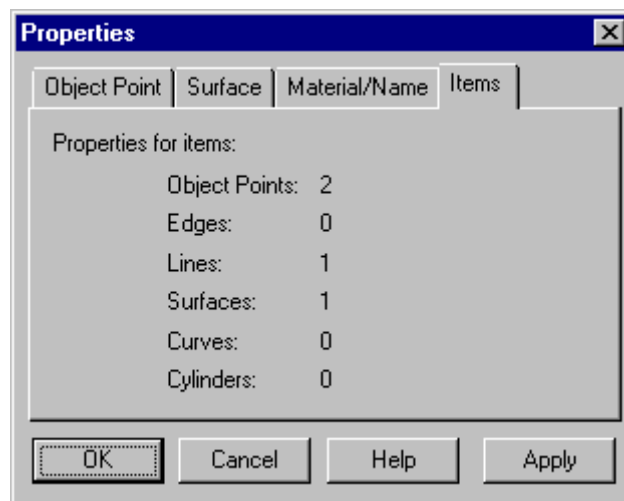 Properties
Object Point Surface Material/Name Items
Properties for items:
Object Points: 2
Edges: 0
Lines: 1
Surfaces: 1
Curves: 0
Cylinders: 0
OK Cancel Help Apply